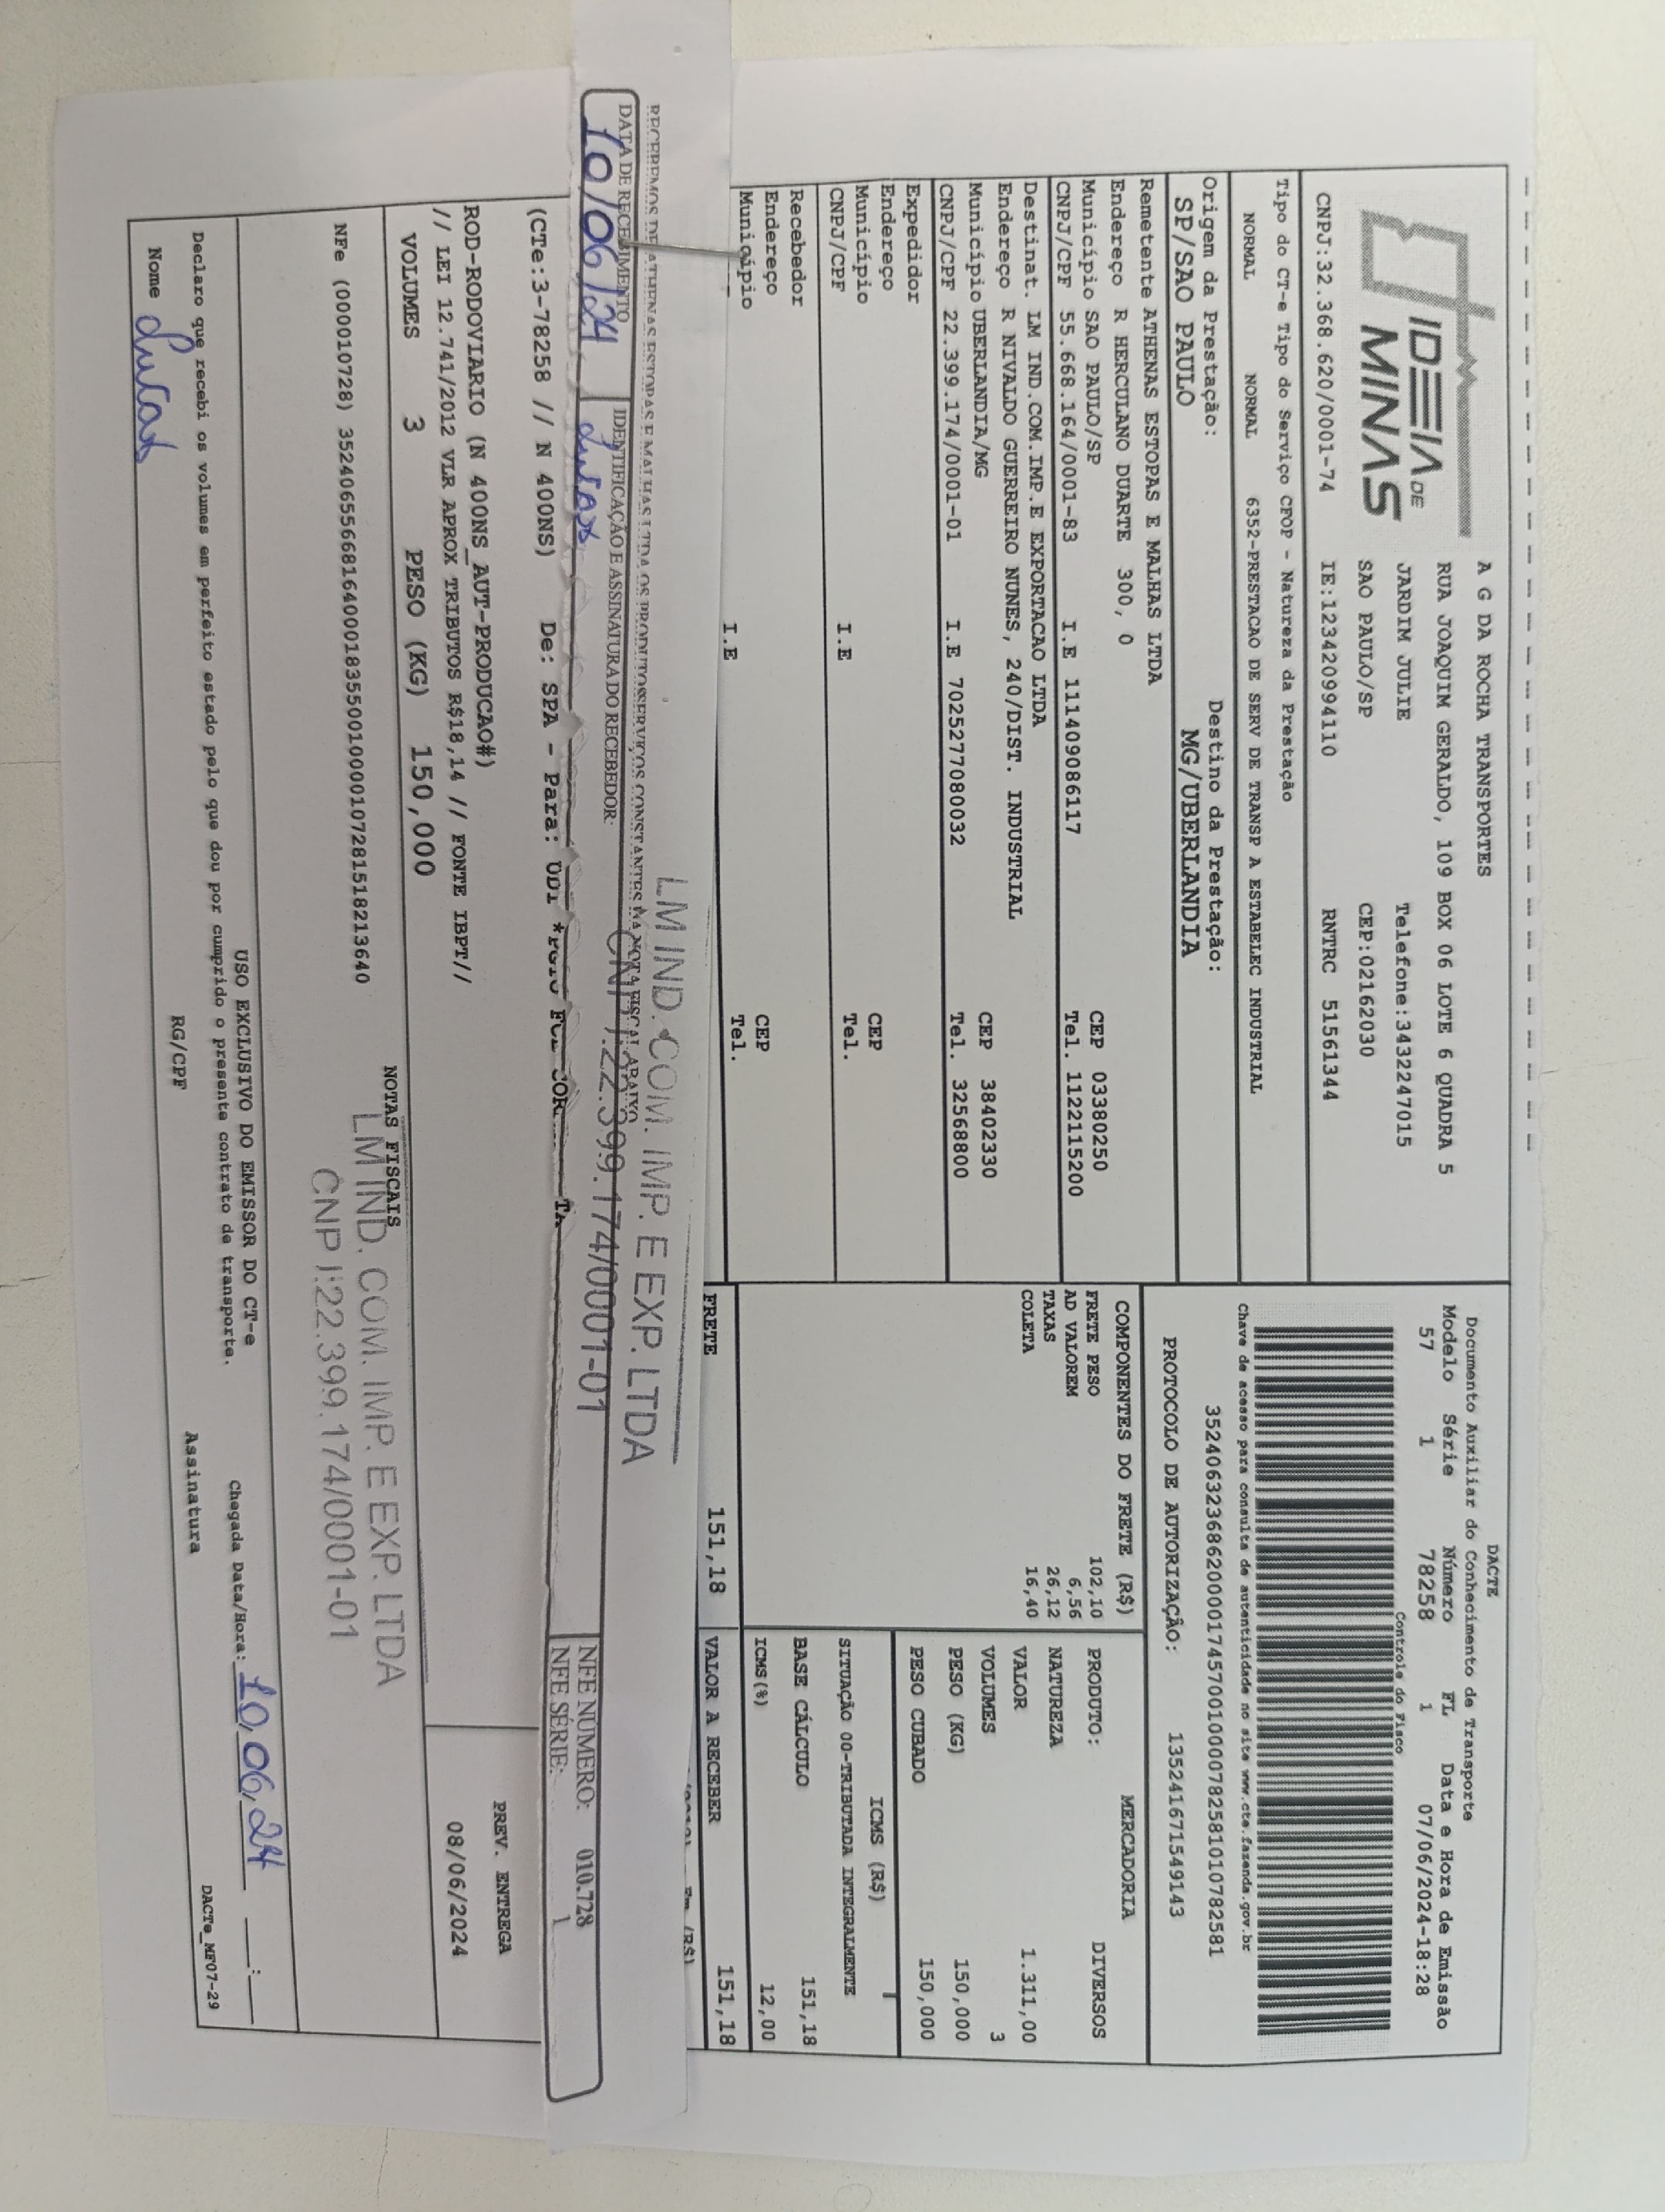 IDEIA DE
MINAS
A G DA ROCHA TRANSPORTES
RUA JOAQUIM GERALDO, 109 BOX 06 LOTE 6 QUADRA 5
JARDIM JULIE Telefone:3432247015
SAO PAULO/SP CEP:02162030
CNPJ:32.368.620/0001-74 IE:123420994110 RNTRC 51561344
Tipo do CT-e Tipo do Serviço CFOP - Natureza da Prestação
NORMAL NORMAL 6352-PRESTACAO DE SERV DE TRANSP A ESTABELEC INDUSTRIAL
Origem da Prestação: Destino da Prestação:
SP/SAO PAULO MG/UBERLANDIA
Remetente ATHENAS ESTOPAS E MALHAS LTDA
Endereço R HERCULANO DUARTE 300, 0
Município SAO PAULO/SP CEP 03380250
CNPJ/CPF 55.668.164/0001-83 I.E 111409086117 Tel. 1122115200
Destinat. LM IND.COM.IMP.E EXPORTACAO LTDA
Endereço R NIVALDO GUERREIRO NUNES, 240/DIST. INDUSTRIAL
Município UBERLANDIA/MG CEP 38402330
CNPJ/CPF 22.399.174/0001-01 I.E 7025277080032 Tel. 32568800
Expedidor
Endereço
Município CEP
CNPJ/CPF I.E Tel.
Recebedor
Endereço CEP
Município I.E Tel.
DACTE
Documento Auxiliar do Conhecimento de Transporte
Modelo Série Número FL Data e Hora de Emissão
57 1 78258 1 07/06/2024-18:28
Controle do Fisco
Chave de acesso para consulta de autenticidade no site www.cte.fazenda.gov.br
35240632368620000174570010000782581010782581
PROTOCOLO DE AUTORIZAÇÃO: 135241671549143
COMPONENTES DO FRETE (R$)
FRETE PESO 102,10
AD VALOREM 6,56
TAXAS 26,12
COLETA 16,40
MERCADORIA
PRODUTO: DIVERSOS
NATUREZA
VALOR 1.311,00
VOLUMES 3
PESO (KG) 150,000
PESO CUBADO 150,000
ICMS (R$)
SITUAÇÃO 00-TRIBUTADA INTEGRALMENTE
BASE CÁLCULO 151,18
ICMS(%) 12,00
FRETE 151,18 VALOR A RECEBER 151,18
RECEBEMOS DE ATHENAS ESTOPAS E MALHAS LTDA OS PRODUTOS/SERVIÇOS CONSTANTES NA NOTA FISCAL ABAIXO
DATA DE RECEBIMENTO IDENTIFICAÇÃO E ASSINATURA DO RECEBEDOR:
10/06/24 Lucas
LM IND. COM. IMP. E EXP. LTDA
CNPJ:22.399.174/0001-01
NFE NÚMERO: 010.728
NFE SÉRIE: 1
(CTe:3-78258 // N 400NS) De: SPA - Para: UDI
ROD-RODOVIARIO (N 400NS_AUT-PRODUCAO#)
// LEI 12.741/2012 VLR APROX TRIBUTOS R$18,14 // FONTE IBPT//
PREV. ENTREGA
08/06/2024
VOLUMES 3 PESO (KG) 150,000
NOTAS FISCAIS
NFe (000010728) 35240655668164000183550010000107281518213640
LM IND. COM. IMP. E EXP. LTDA
CNPJ:22.399.174/0001-01
USO EXCLUSIVO DO EMISSOR DO CT-e
Declaro que recebi os volumes em perfeito estado pelo que dou por cumprido o presente contrato de transporte. Chegada Data/Hora: 10,06,24
Nome Lucas RG/CPF Assinatura
DACTe_MF07-29